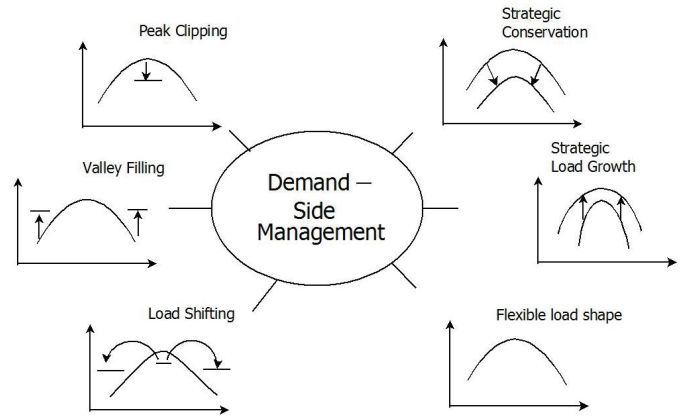 Peak Clipping
Strategic
Conservation
Valley Filling
Demand –
Side
Management
Strategic
Load Growth
Load Shifting
Flexible load shape